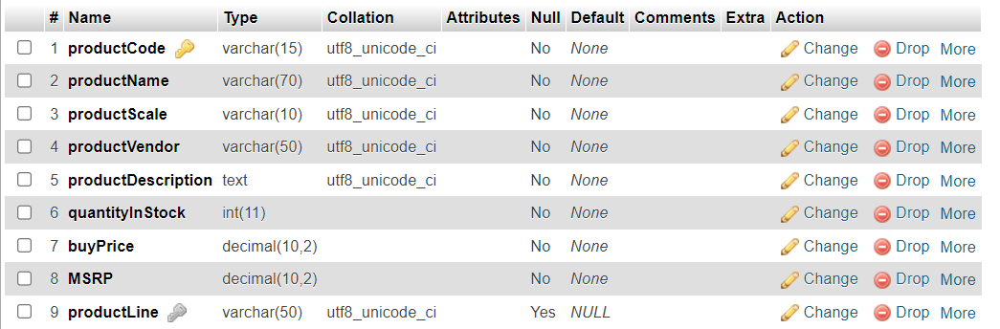 # Name Type Collation Attributes Null Default Comments Extra Action
1 productCode varchar(15) utf8_unicode_ci No None Change Drop More
2 productName varchar(70) utf8_unicode_ci No None Change Drop More
3 productScale varchar(10) utf8_unicode_ci No None Change Drop More
4 productVendor varchar(50) utf8_unicode_ci No None Change Drop More
5 productDescription text utf8_unicode_ci No None Change Drop More
6 quantityInStock int(11) No None Change Drop More
7 buyPrice decimal(10,2) No None Change Drop More
8 MSRP decimal(10,2) No None Change Drop More
9 productLine varchar(50) utf8_unicode_ci Yes NULL Change Drop More